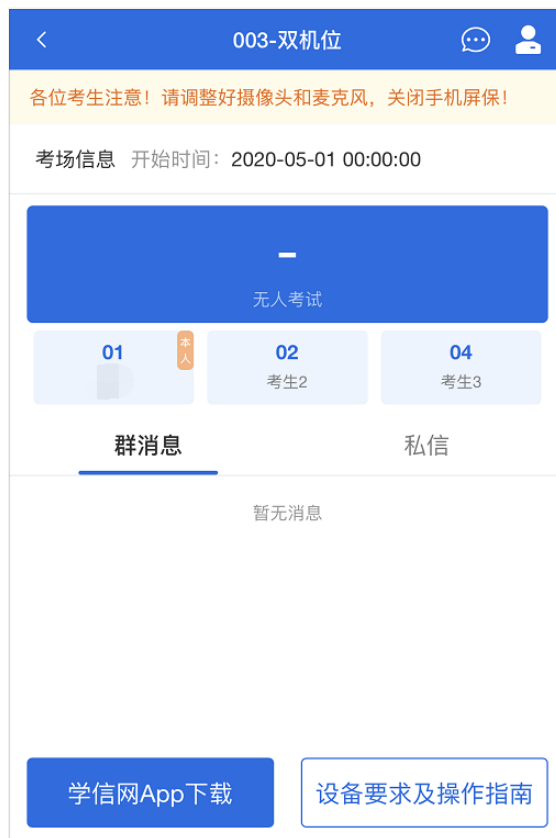 003-双机位
各位考生注意！请调整好摄像头和麦克风，关闭手机屏保！
考场信息 开始时间：2020-05-01 00:00:00
-
无人考试
01 本人 02 04
考生2 考生3
群消息 私信
暂无消息
学信网App下载 设备要求及操作指南